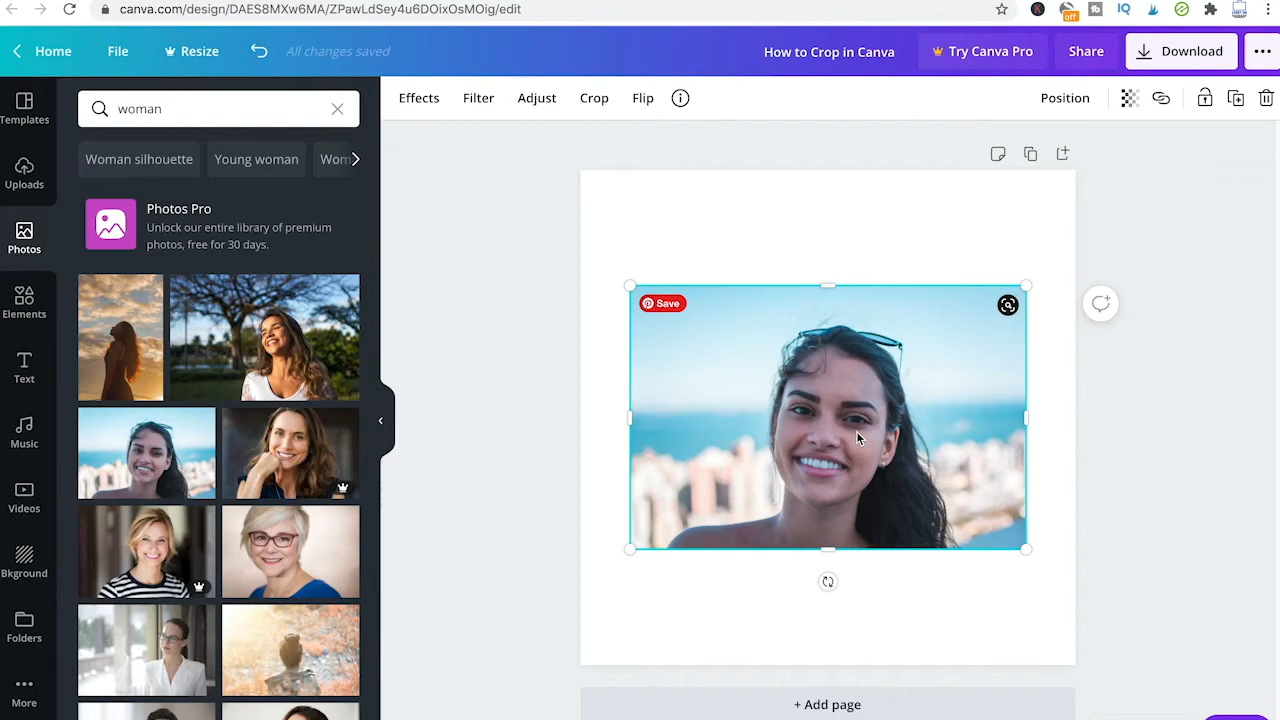 canva.com/design/DAES8MXw6MA/ZPawLdSey4u6DOixOsMOig/edit
off
tb
IQ
Home
File
Resize
All changes saved
How to Crop in Canva
Try Canva Pro
Share
Download
Templates
Uploads
Photos
Elements
Text
Music
Videos
Bkground
Folders
More
woman
Woman silhouette
Young woman
Wom
Photos Pro
Unlock our entire library of premium
photos, free for 30 days.
Effects
Filter
Adjust
Crop
Flip
Position
Save
+ Add page